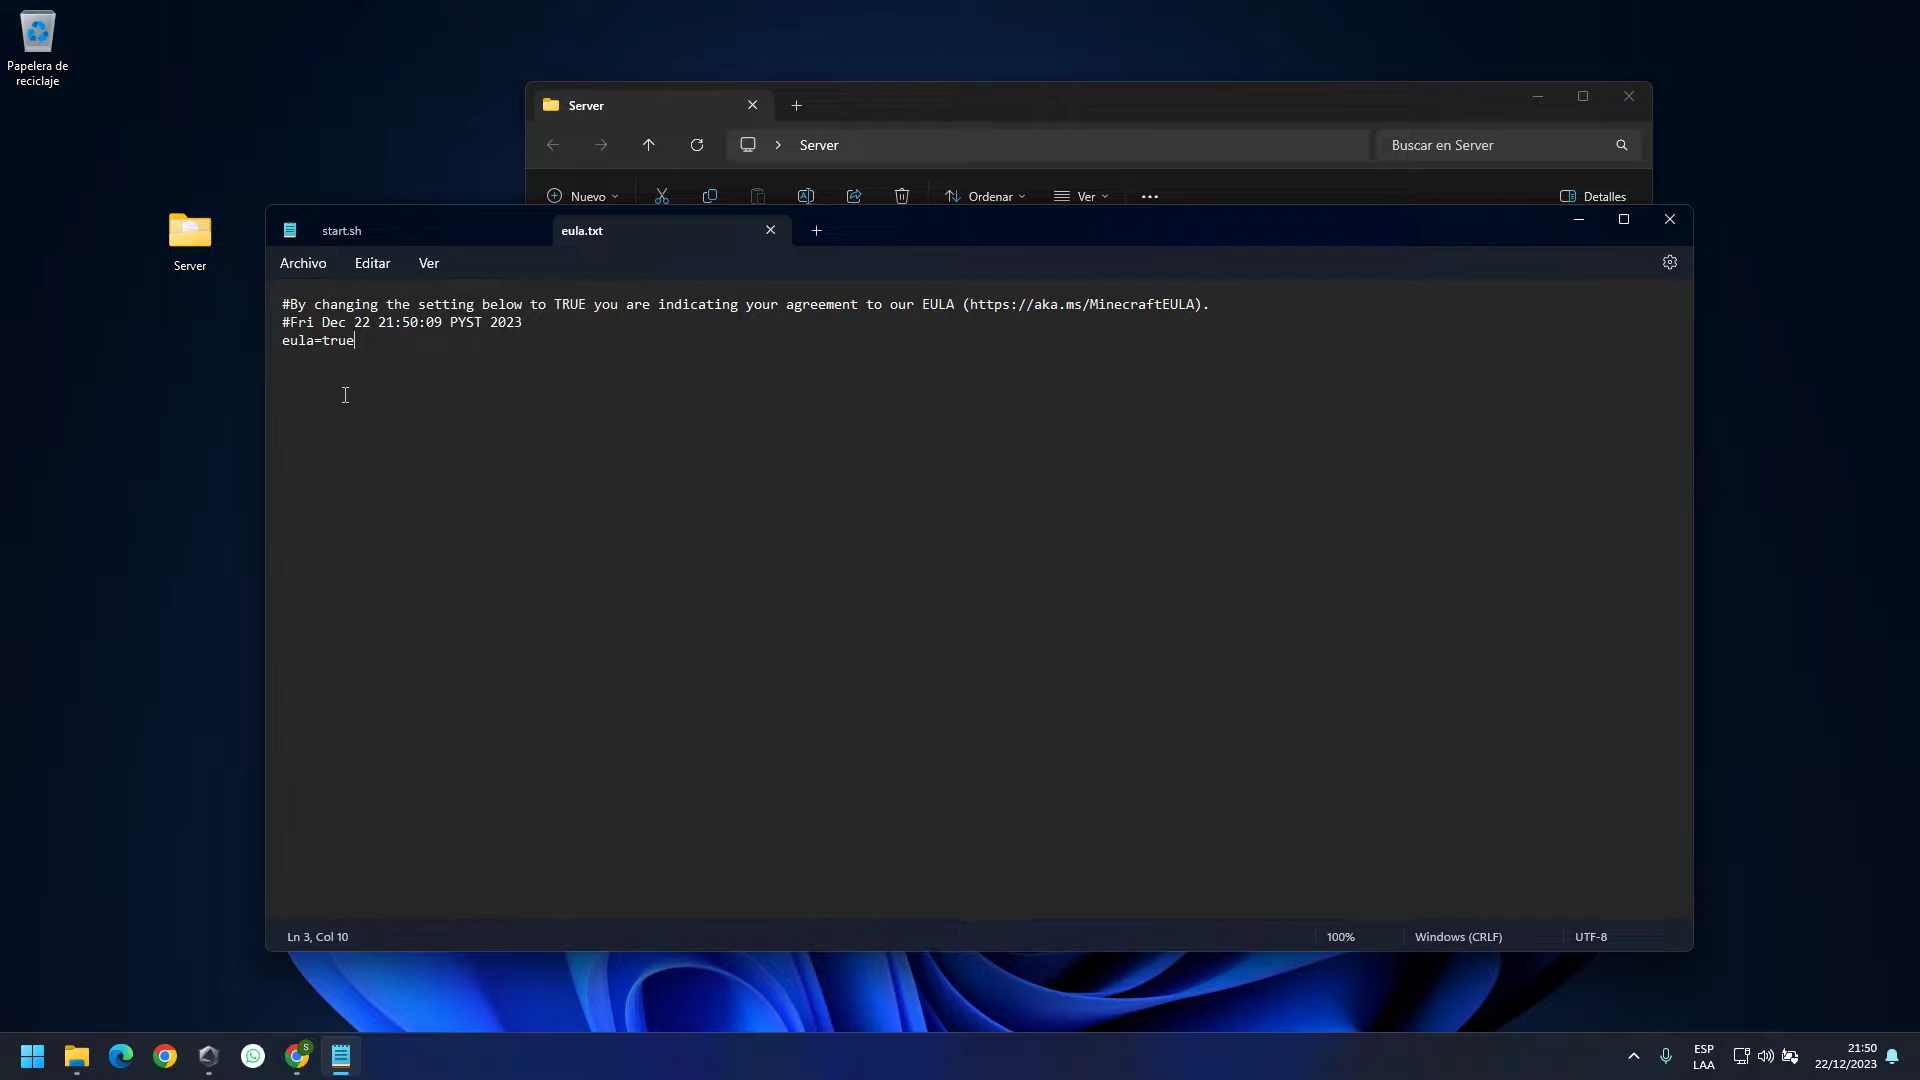 Papelera de
reciclaje
Server
Server
Buscar en Server
Nuevo
Ordenar
Ver
Detalles
Server
start.sh
eula.txt
Archivo
Editar
Ver
#By changing the setting below to TRUE you are indicating your agreement to our EULA (https://aka.ms/MinecraftEULA).
#Fri Dec 22 21:50:09 PYST 2023
eula=true
Ln 3, Col 10
100%
Windows (CRLF)
UTF-8
S
ESP
LAA
21:50
22/12/2023